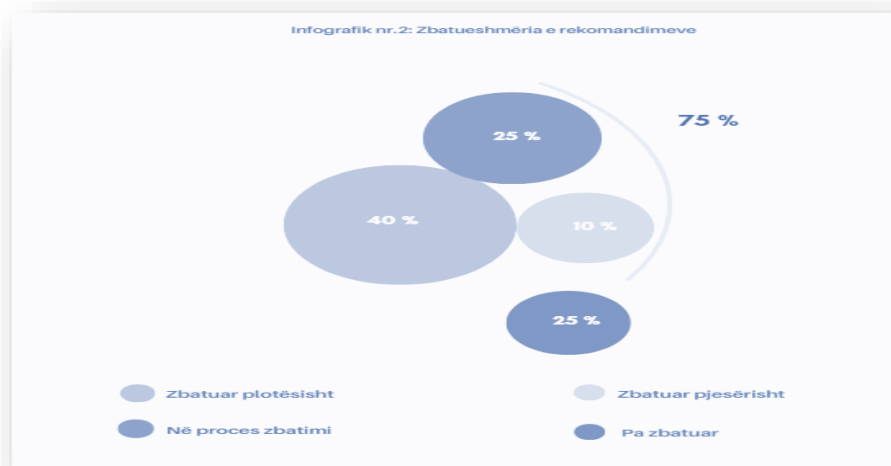 Infografik nr.2: Zbatueshmëria e rekomandimeve
75 %
25 %
40 %
10 %
25 %
Zbatuar plotësisht
Zbatuar pjesërisht
Në proces zbatimi
Pa zbatuar